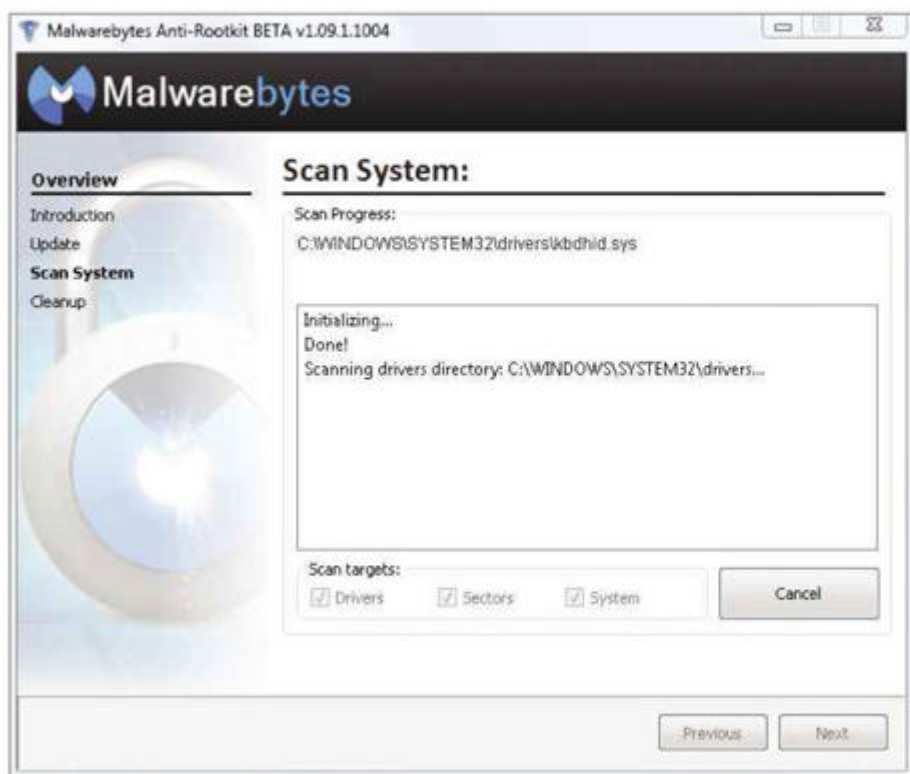 Malwarebytes Anti-Rootkit BETA v1.09.1.1004
Malwarebytes
Overview
Introduction
Update
Scan System
Cleanup
Scan System:
Scan Progress:
C:\WINDOWS\SYSTEM32\drivers\kbdhid.sys
Initializing...
Done!
Scanning drivers directory: C:\WINDOWS\SYSTEM32\drivers...
Scan targets:
Drivers Sectors System
Cancel
Previous Next